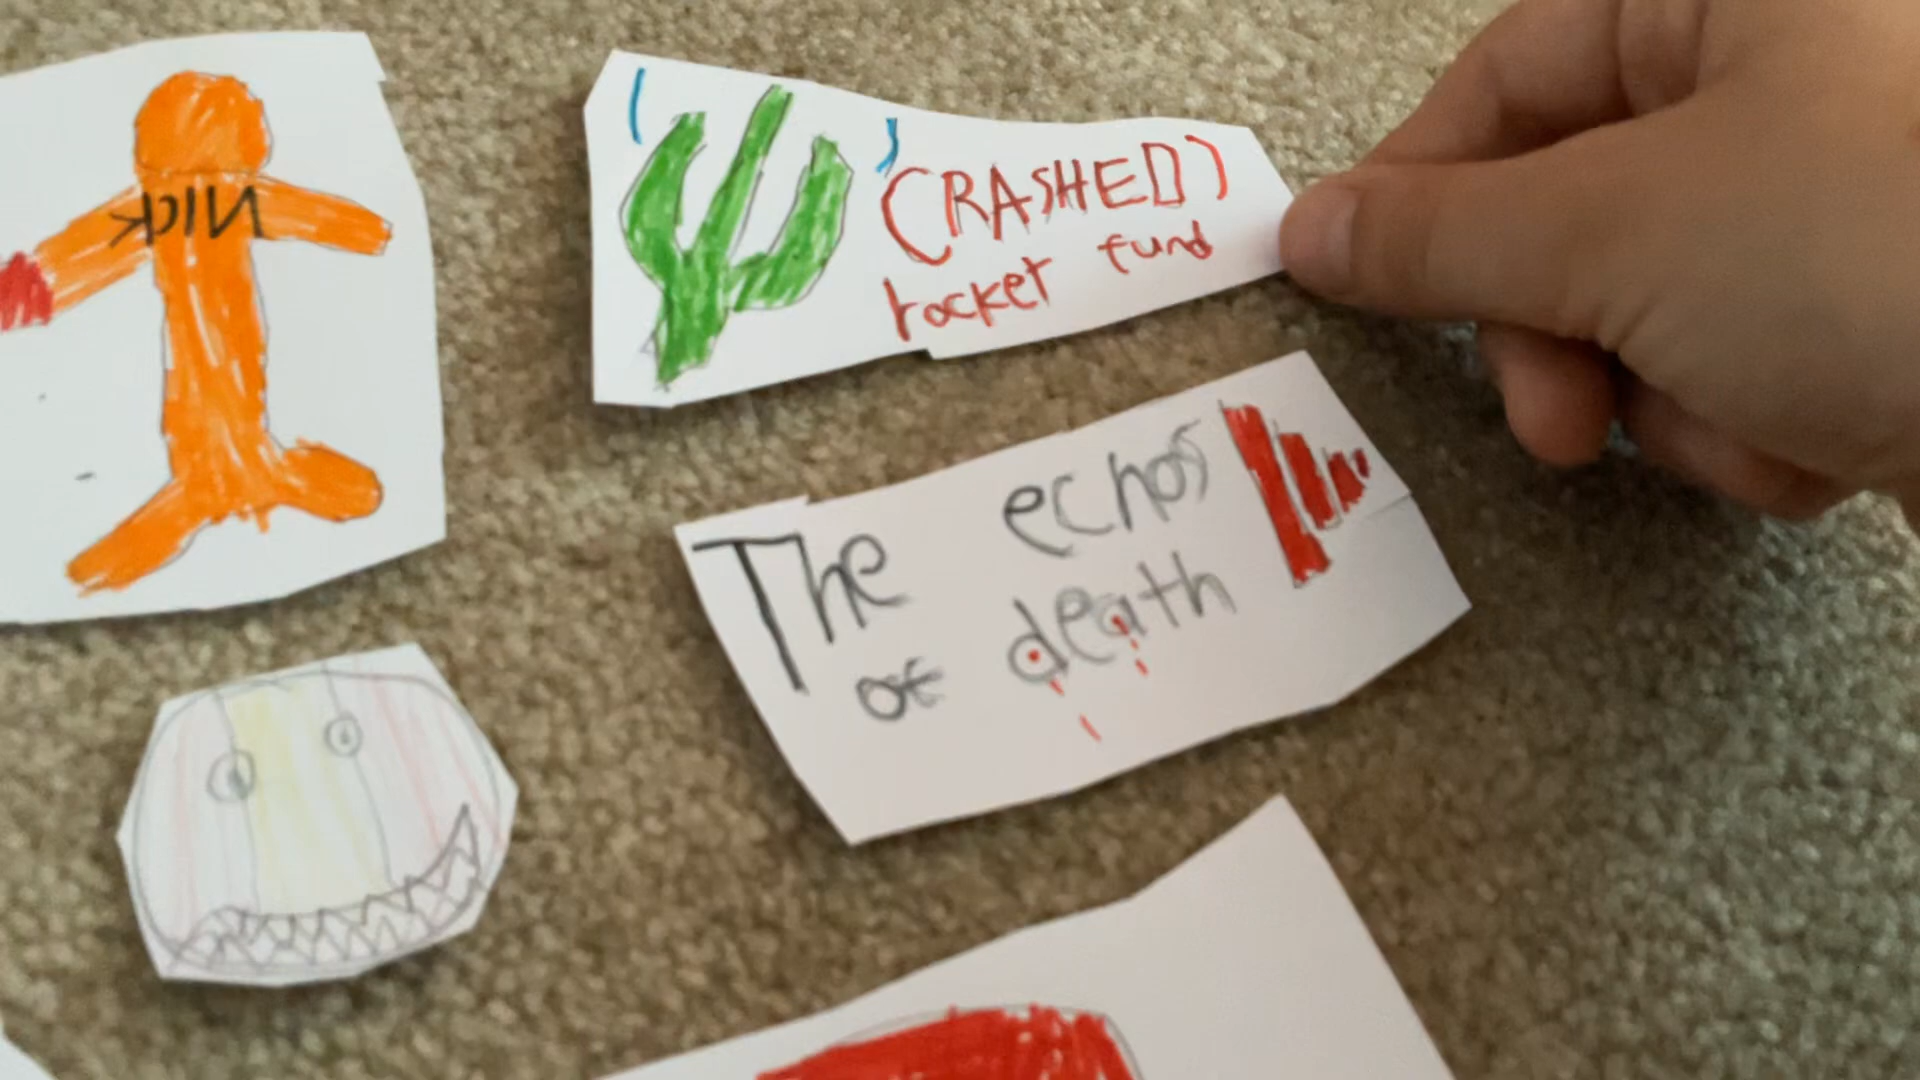 NICK
(CRASHED)
rocket fund
The echos
of death